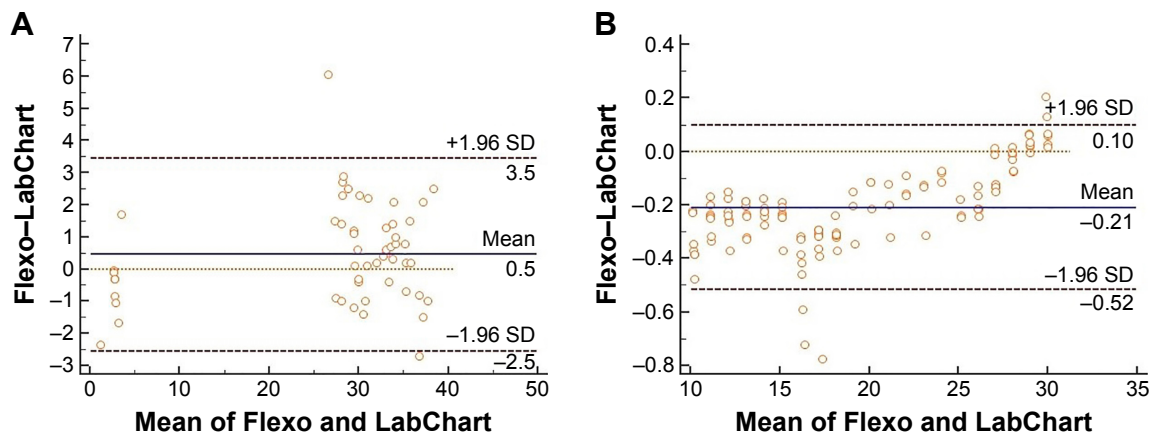 A
Flexo–LabChart
7
6
5
4
3
2
1
0
–1
–2
–3
+1.96 SD
3.5
Mean
0.5
–1.96 SD
–2.5
0 10 20 30 40 50
Mean of Flexo and LabChart
B
Flexo–LabChart
0.4
0.2
0.0
–0.2
–0.4
–0.6
–0.8
+1.96 SD
0.10
Mean
–0.21
–1.96 SD
–0.52
10 15 20 25 30 35
Mean of Flexo and LabChart